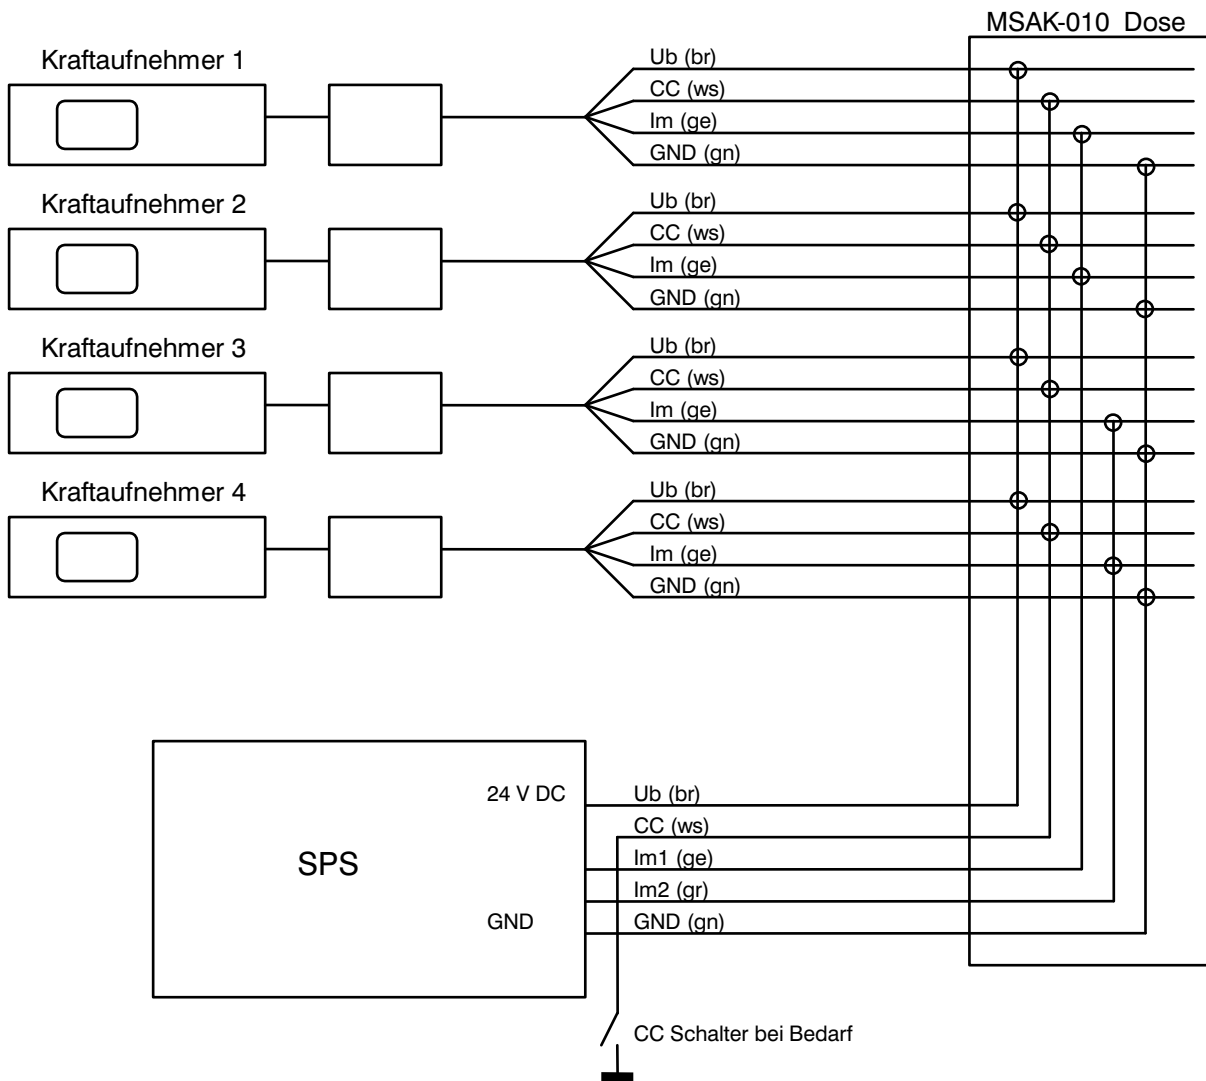 MSAK-010 Dose
Kraftaufnehmer 1
Ub (br)
CC (ws)
Im (ge)
GND (gn)
Kraftaufnehmer 2
Ub (br)
CC (ws)
Im (ge)
GND (gn)
Kraftaufnehmer 3
Ub (br)
CC (ws)
Im (ge)
GND (gn)
Kraftaufnehmer 4
Ub (br)
CC (ws)
Im (ge)
GND (gn)
24 V DC
Ub (br)
CC (ws)
SPS
Im1 (ge)
Im2 (gr)
GND
GND (gn)
CC Schalter bei Bedarf